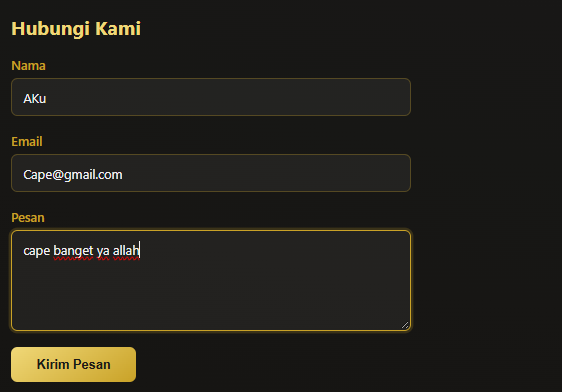 Hubungi Kami
Nama
AKu
Email
Cape@gmail.com
Pesan
cape banget ya allah
Kirim Pesan